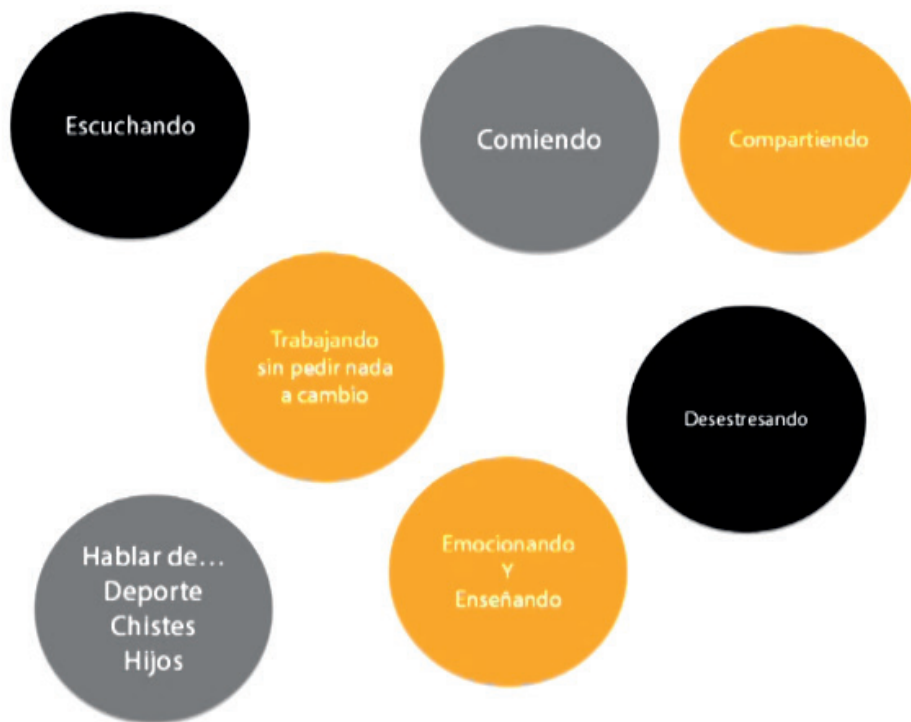 Escuchando
Comiendo
Compartiendo
Trabajando
sin pedir nada
a cambio
Desestresando
Emocionando
Y
Enseñando
Hablar de...
Deporte
Chistes
Hijos